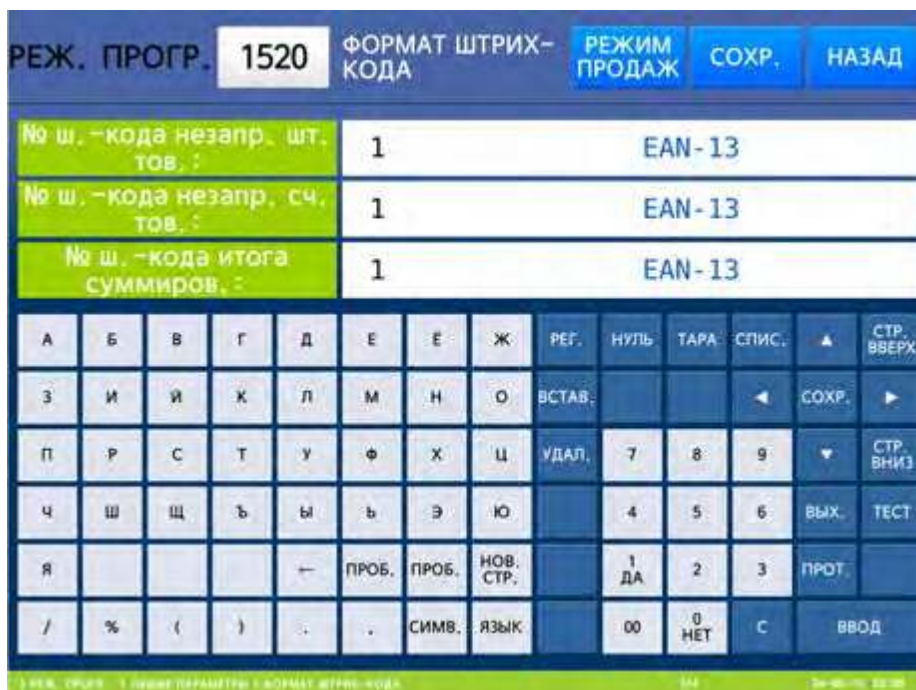 РЕЖ. ПРОГР. 1520 ФОРМАТ ШТРИХ-КОДА РЕЖИМ ПРОДАЖ СОХР. НАЗАД
№ ш.-кода незапр. шт. тов.: 1 EAN-13
№ ш.-кода незапр. сч. тов.: 1 EAN-13
№ ш.-кода итога суммиров.: 1 EAN-13
А Б В Г Д Е Ё Ж РЕГ. НУЛЬ ТАРА СПИС. ▲ СТР. ВВЕРХ
З И Й К Л М Н О ВСТАВ. ◀ СОХР. ▶
П Р С Т У Ф Х Ц УДАЛ. 7 8 9 ▼ СТР. ВНИЗ
Ч Ш Щ Ъ Ы Ь Э Ю 4 5 6 ВЫХ. ТЕСТ
Я ← ПРОБ. ПРОБ. НОВ. СТР. 1 ДА 2 3 ПРОТ.
/ % ( ) . . СИМВ. ЯЗЫК 00 0 НЕТ С ВВОД